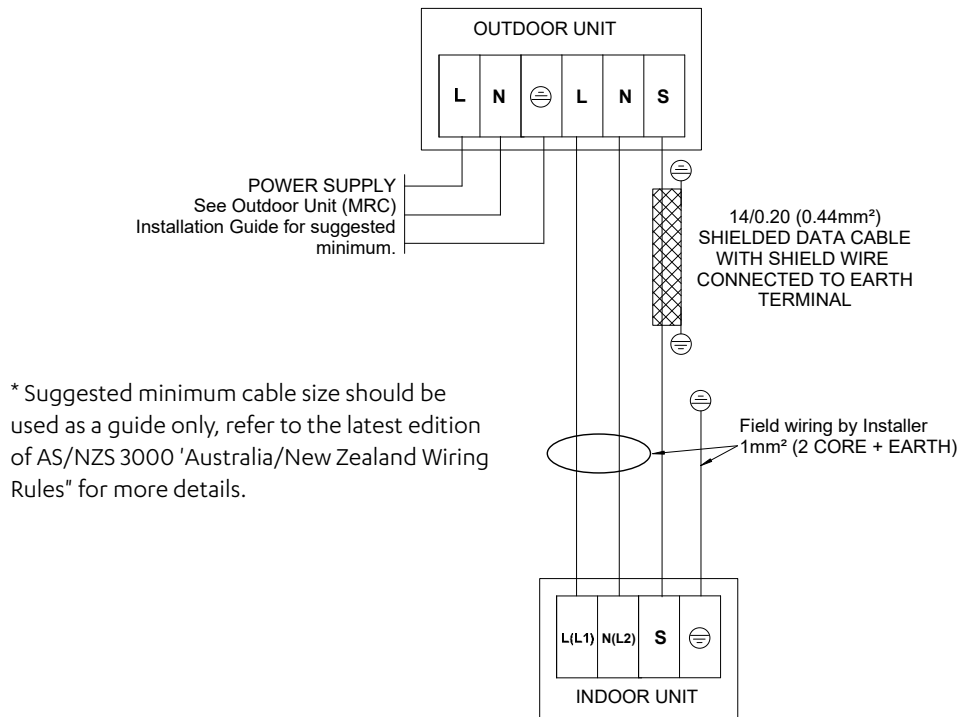 OUTDOOR UNIT
L N L N S
POWER SUPPLY
See Outdoor Unit (MRC)
Installation Guide for suggested
minimum.
14/0.20 (0.44mm²)
SHIELDED DATA CABLE
WITH SHIELD WIRE
CONNECTED TO EARTH
TERMINAL
* Suggested minimum cable size should be
used as a guide only, refer to the latest edition
of AS/NZS 3000 'Australia/New Zealand Wiring
Rules" for more details.
Field wiring by Installer
1mm² (2 CORE + EARTH)
L(L1) N(L2) S
INDOOR UNIT